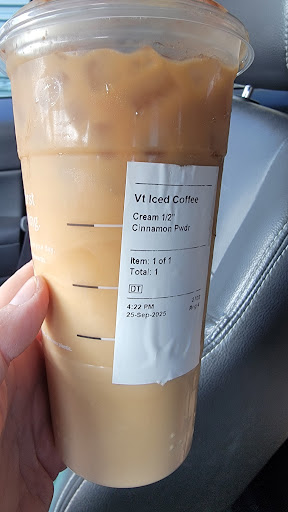 Vt Iced Coffee
Cream 1/2"
Cinnamon Pwdr
Item: 1 of 1
Total: 1
DT
4:22 PM
25-Sep-2025